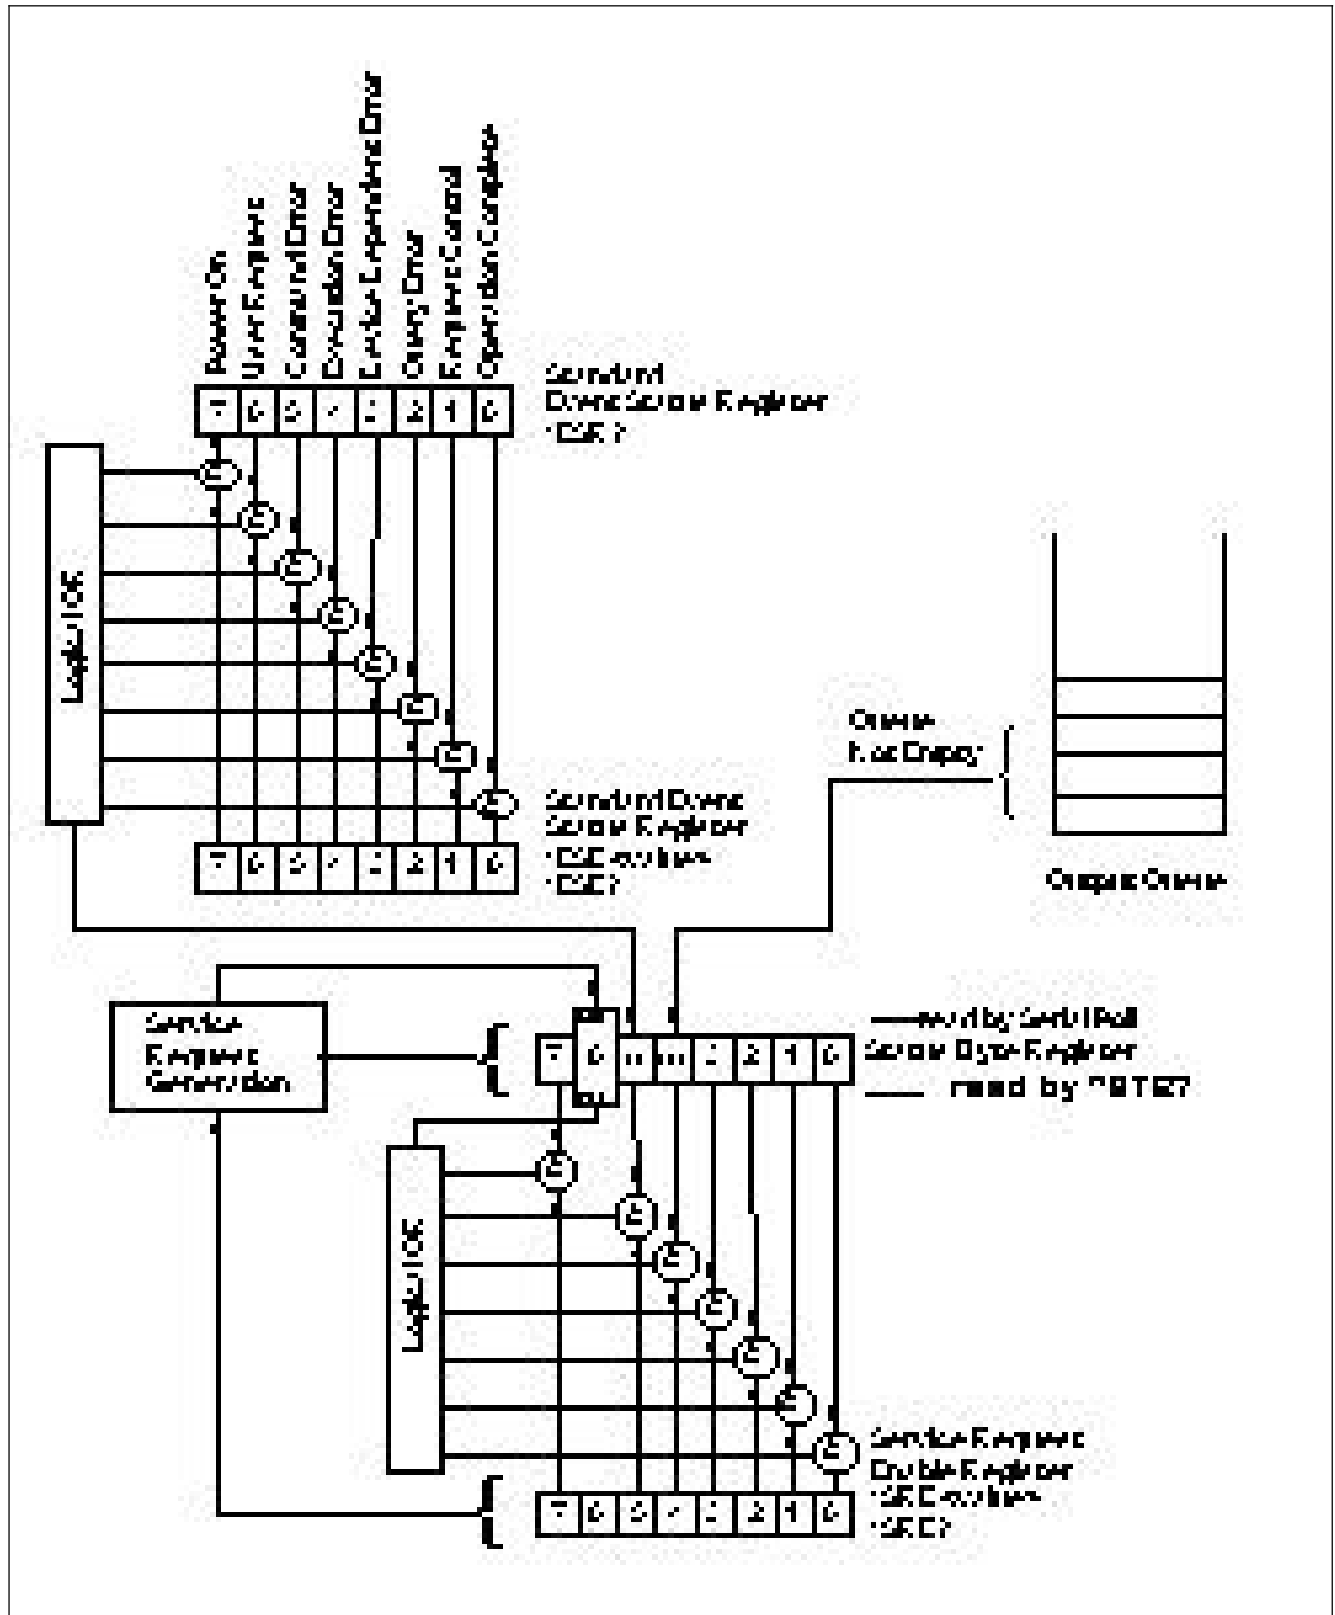 Power On
User Request
Command Error
Execution Error
Device Dependent Error
Query Error
Request Control
Operation Complete
7 6 5 4 3 2 1 0
Standard
Event Status Register
*ESR?
Logical OR
Queue
Not Empty
Output Queue
Standard Event
Status Register
*ESE
*ESE?
7 6 5 4 3 2 1 0
Service
Request
Generation
7 6 3 2 1 0
read by Serial Poll
Status Byte Register
read by *STB?
Logical OR
Service Request
Enable Register
*SRE
*SRE?
7 6 5 4 3 2 1 0